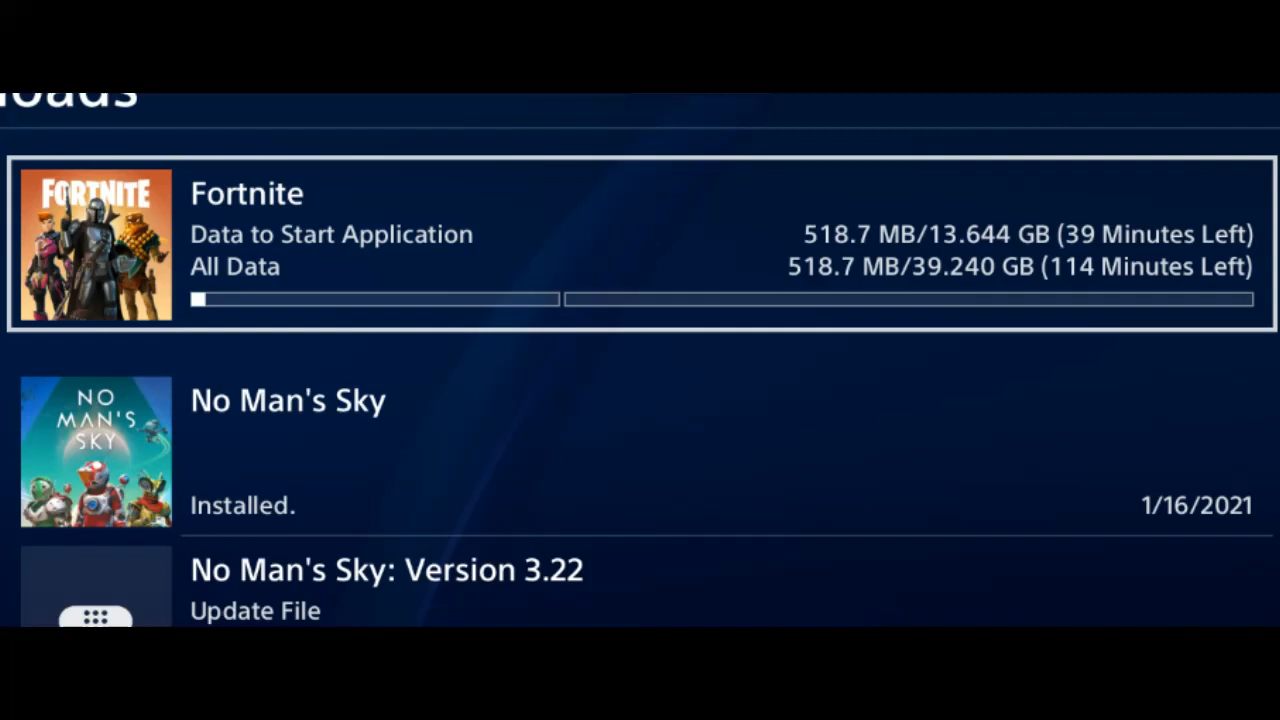 Fortnite
Data to Start Application 518.7 MB/13.644 GB (39 Minutes Left)
All Data 518.7 MB/39.240 GB (114 Minutes Left)
FORTNITE
No Man's Sky
NO
MAN'S
SKY
Installed. 1/16/2021
No Man's Sky: Version 3.22
Update File